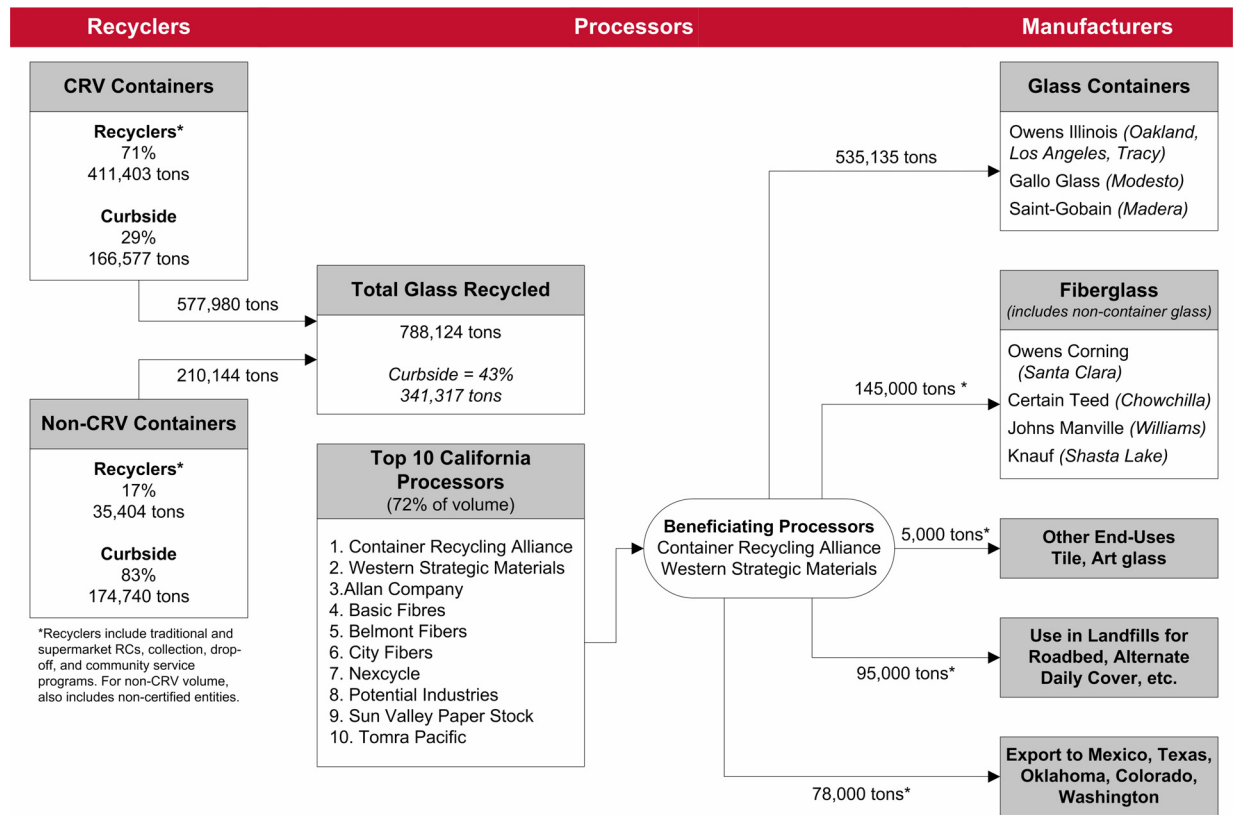 Recyclers
Processors
Manufacturers
CRV Containers
Recyclers*
71%
411,403 tons
Curbside
29%
166,577 tons
577,980 tons
210,144 tons
Non-CRV Containers
Recyclers*
17%
35,404 tons
Curbside
83%
174,740 tons
*Recyclers include traditional and
supermarket RCs, collection, drop-
off, and community service
programs. For non-CRV volume,
also includes non-certified entities.
Total Glass Recycled
788,124 tons
Curbside = 43%
341,317 tons
Top 10 California
Processors
(72% of volume)
1. Container Recycling Alliance
2. Western Strategic Materials
3.Allan Company
4. Basic Fibres
5. Belmont Fibers
6. City Fibers
7. Nexcycle
8. Potential Industries
9. Sun Valley Paper Stock
10. Tomra Pacific
Beneficiating Processors
Container Recycling Alliance
Western Strategic Materials
535,135 tons
145,000 tons *
5,000 tons*
95,000 tons*
78,000 tons*
Glass Containers
Owens Illinois (Oakland,
Los Angeles, Tracy)
Gallo Glass (Modesto)
Saint-Gobain (Madera)
Fiberglass
(includes non-container glass)
Owens Corning
(Santa Clara)
Certain Teed (Chowchilla)
Johns Manville (Williams)
Knauf (Shasta Lake)
Other End-Uses
Tile, Art glass
Use in Landfills for
Roadbed, Alternate
Daily Cover, etc.
Export to Mexico, Texas,
Oklahoma, Colorado,
Washington